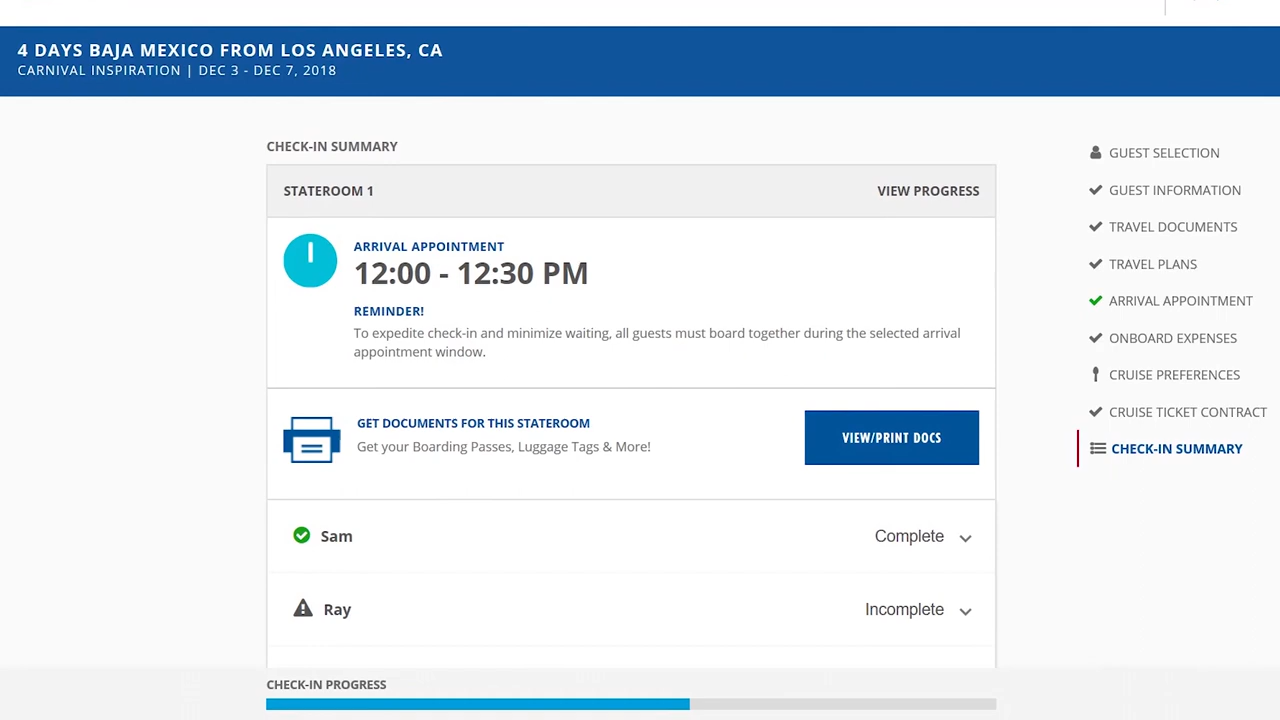 4 DAYS BAJA MEXICO FROM LOS ANGELES, CA
CARNIVAL INSPIRATION | DEC 3 - DEC 7, 2018
CHECK-IN SUMMARY
STATEROOM 1
VIEW PROGRESS
ARRIVAL APPOINTMENT
12:00 - 12:30 PM
REMINDER!
To expedite check-in and minimize waiting, all guests must board together during the selected arrival
appointment window.
GET DOCUMENTS FOR THIS STATEROOM
Get your Boarding Passes, Luggage Tags & More!
VIEW/PRINT DOCS
Sam
Complete
Ray
Incomplete
CHECK-IN PROGRESS
GUEST SELECTION
GUEST INFORMATION
TRAVEL DOCUMENTS
TRAVEL PLANS
ARRIVAL APPOINTMENT
ONBOARD EXPENSES
CRUISE PREFERENCES
CRUISE TICKET CONTRACT
CHECK-IN SUMMARY